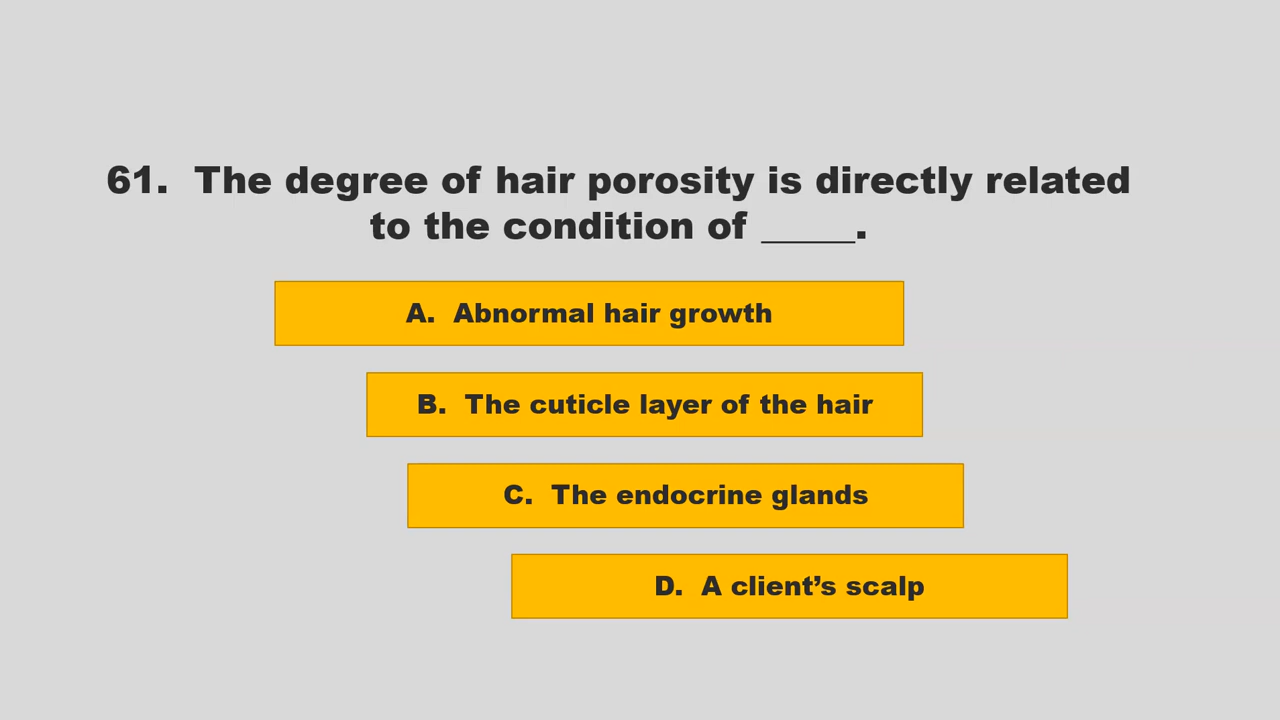 61.  The degree of hair porosity is directly related
to the condition of _____.
A.  Abnormal hair growth
B.  The cuticle layer of the hair
C.  The endocrine glands
D.  A client’s scalp